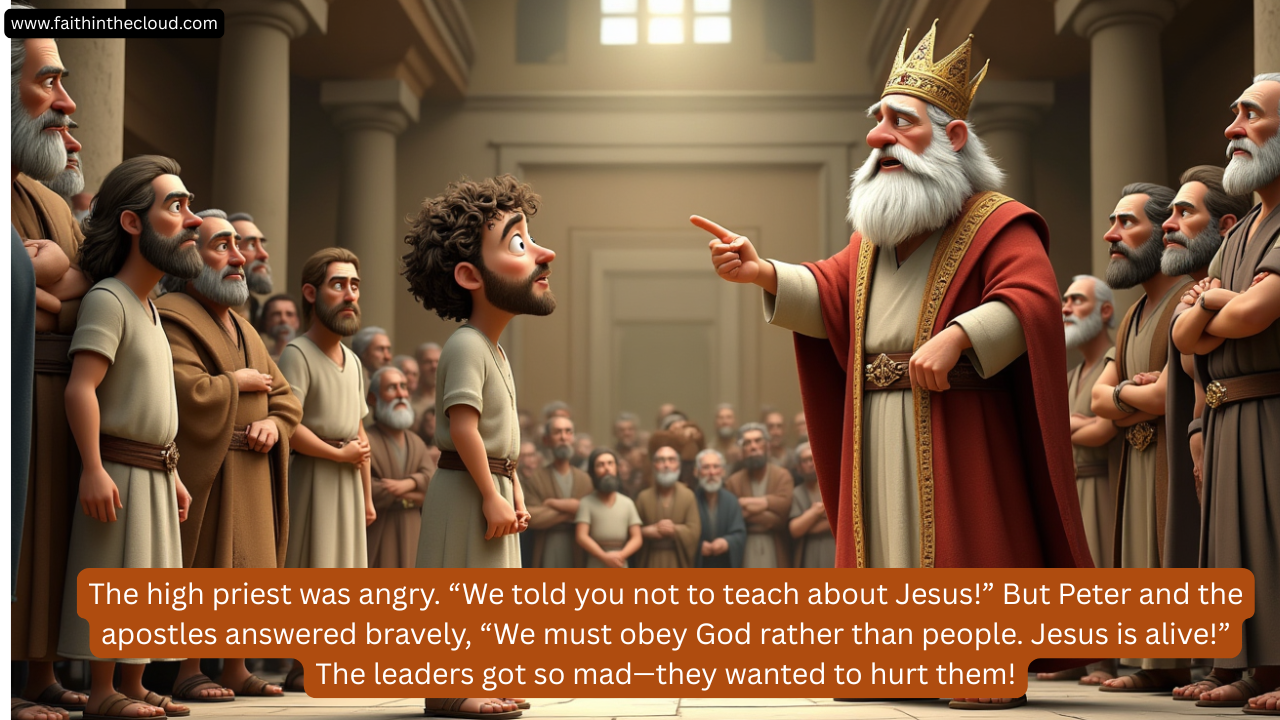 www.faithinthecloud.com
The high priest was angry. “We told you not to teach about Jesus!” But Peter and the
apostles answered bravely, “We must obey God rather than people. Jesus is alive!”
The leaders got so mad—they wanted to hurt them!